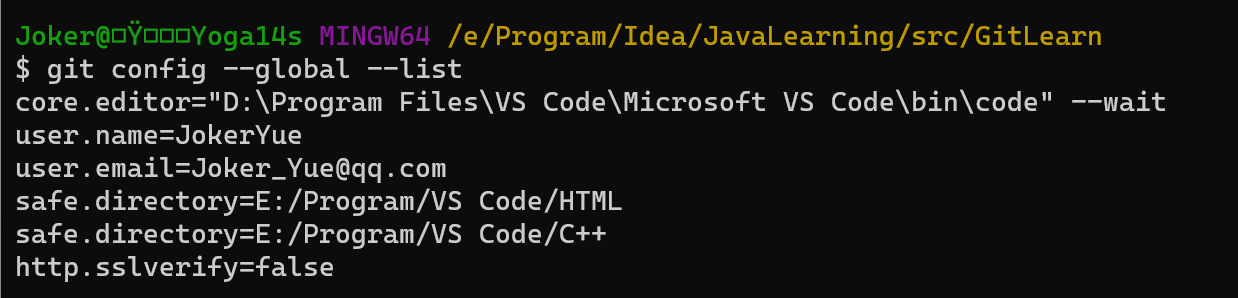 Joker@□Ÿ□□□Yoga14s MINGW64 /e/Program/Idea/JavaLearning/src/GitLearn
$ git config --global --list
core.editor="D:\Program Files\VS Code\Microsoft VS Code\bin\code" --wait
user.name=JokerYue
user.email=Joker_Yue@qq.com
safe.directory=E:/Program/VS Code/HTML
safe.directory=E:/Program/VS Code/C++
http.sslverify=false